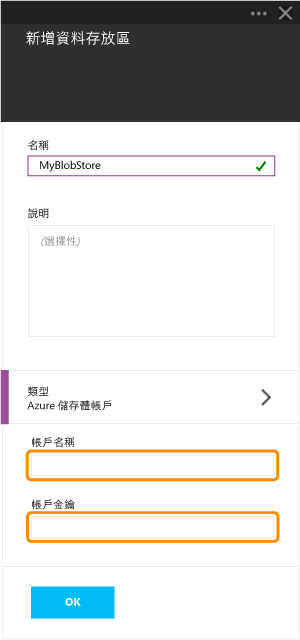 新增資料存放區
名稱
MyBlobStore
說明
(選擇性)
類型
Azure 儲存體帳戶
帳戶名稱
帳戶金鑰
OK